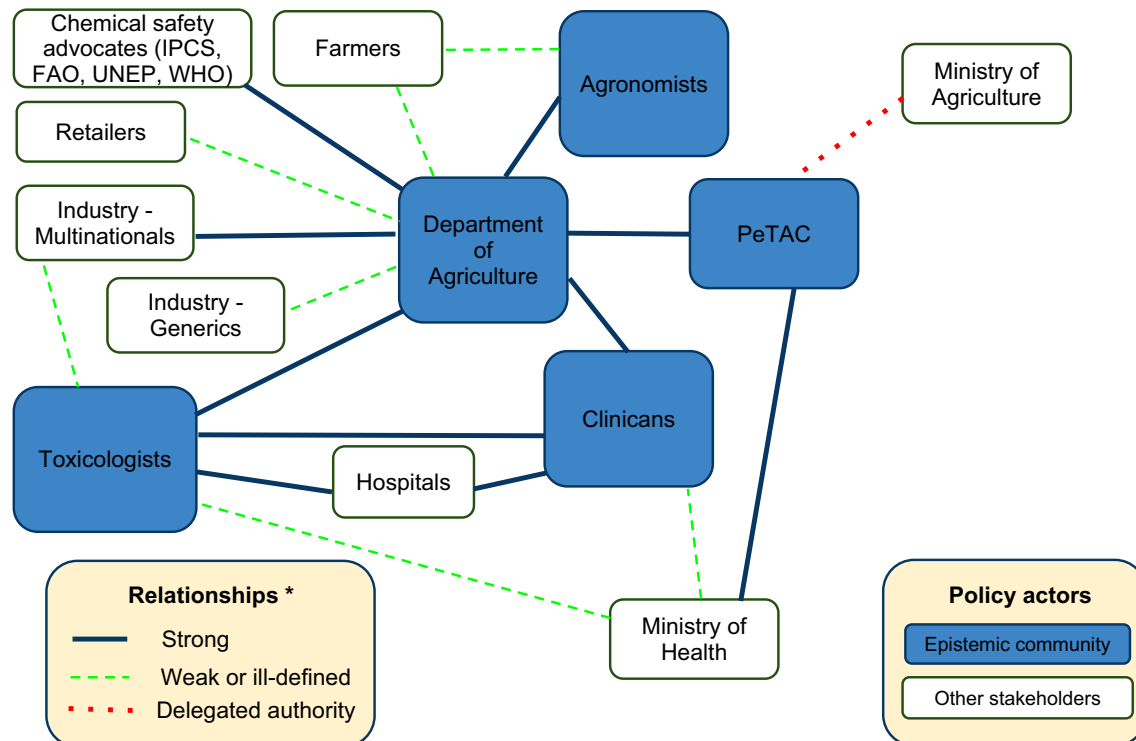 Chemical safety
advocates (IPCS,
FAO, UNEP, WHO)
Farmers
Agronomists
Ministry of
Agriculture
Retailers
Industry -
Multinationals
Department
of
Agriculture
PeTAC
Industry -
Generics
Toxicologists
Clinicans
Hospitals
Ministry of
Health
Relationships *
Strong
Weak or ill-defined
Delegated authority
Policy actors
Epistemic community
Other stakeholders